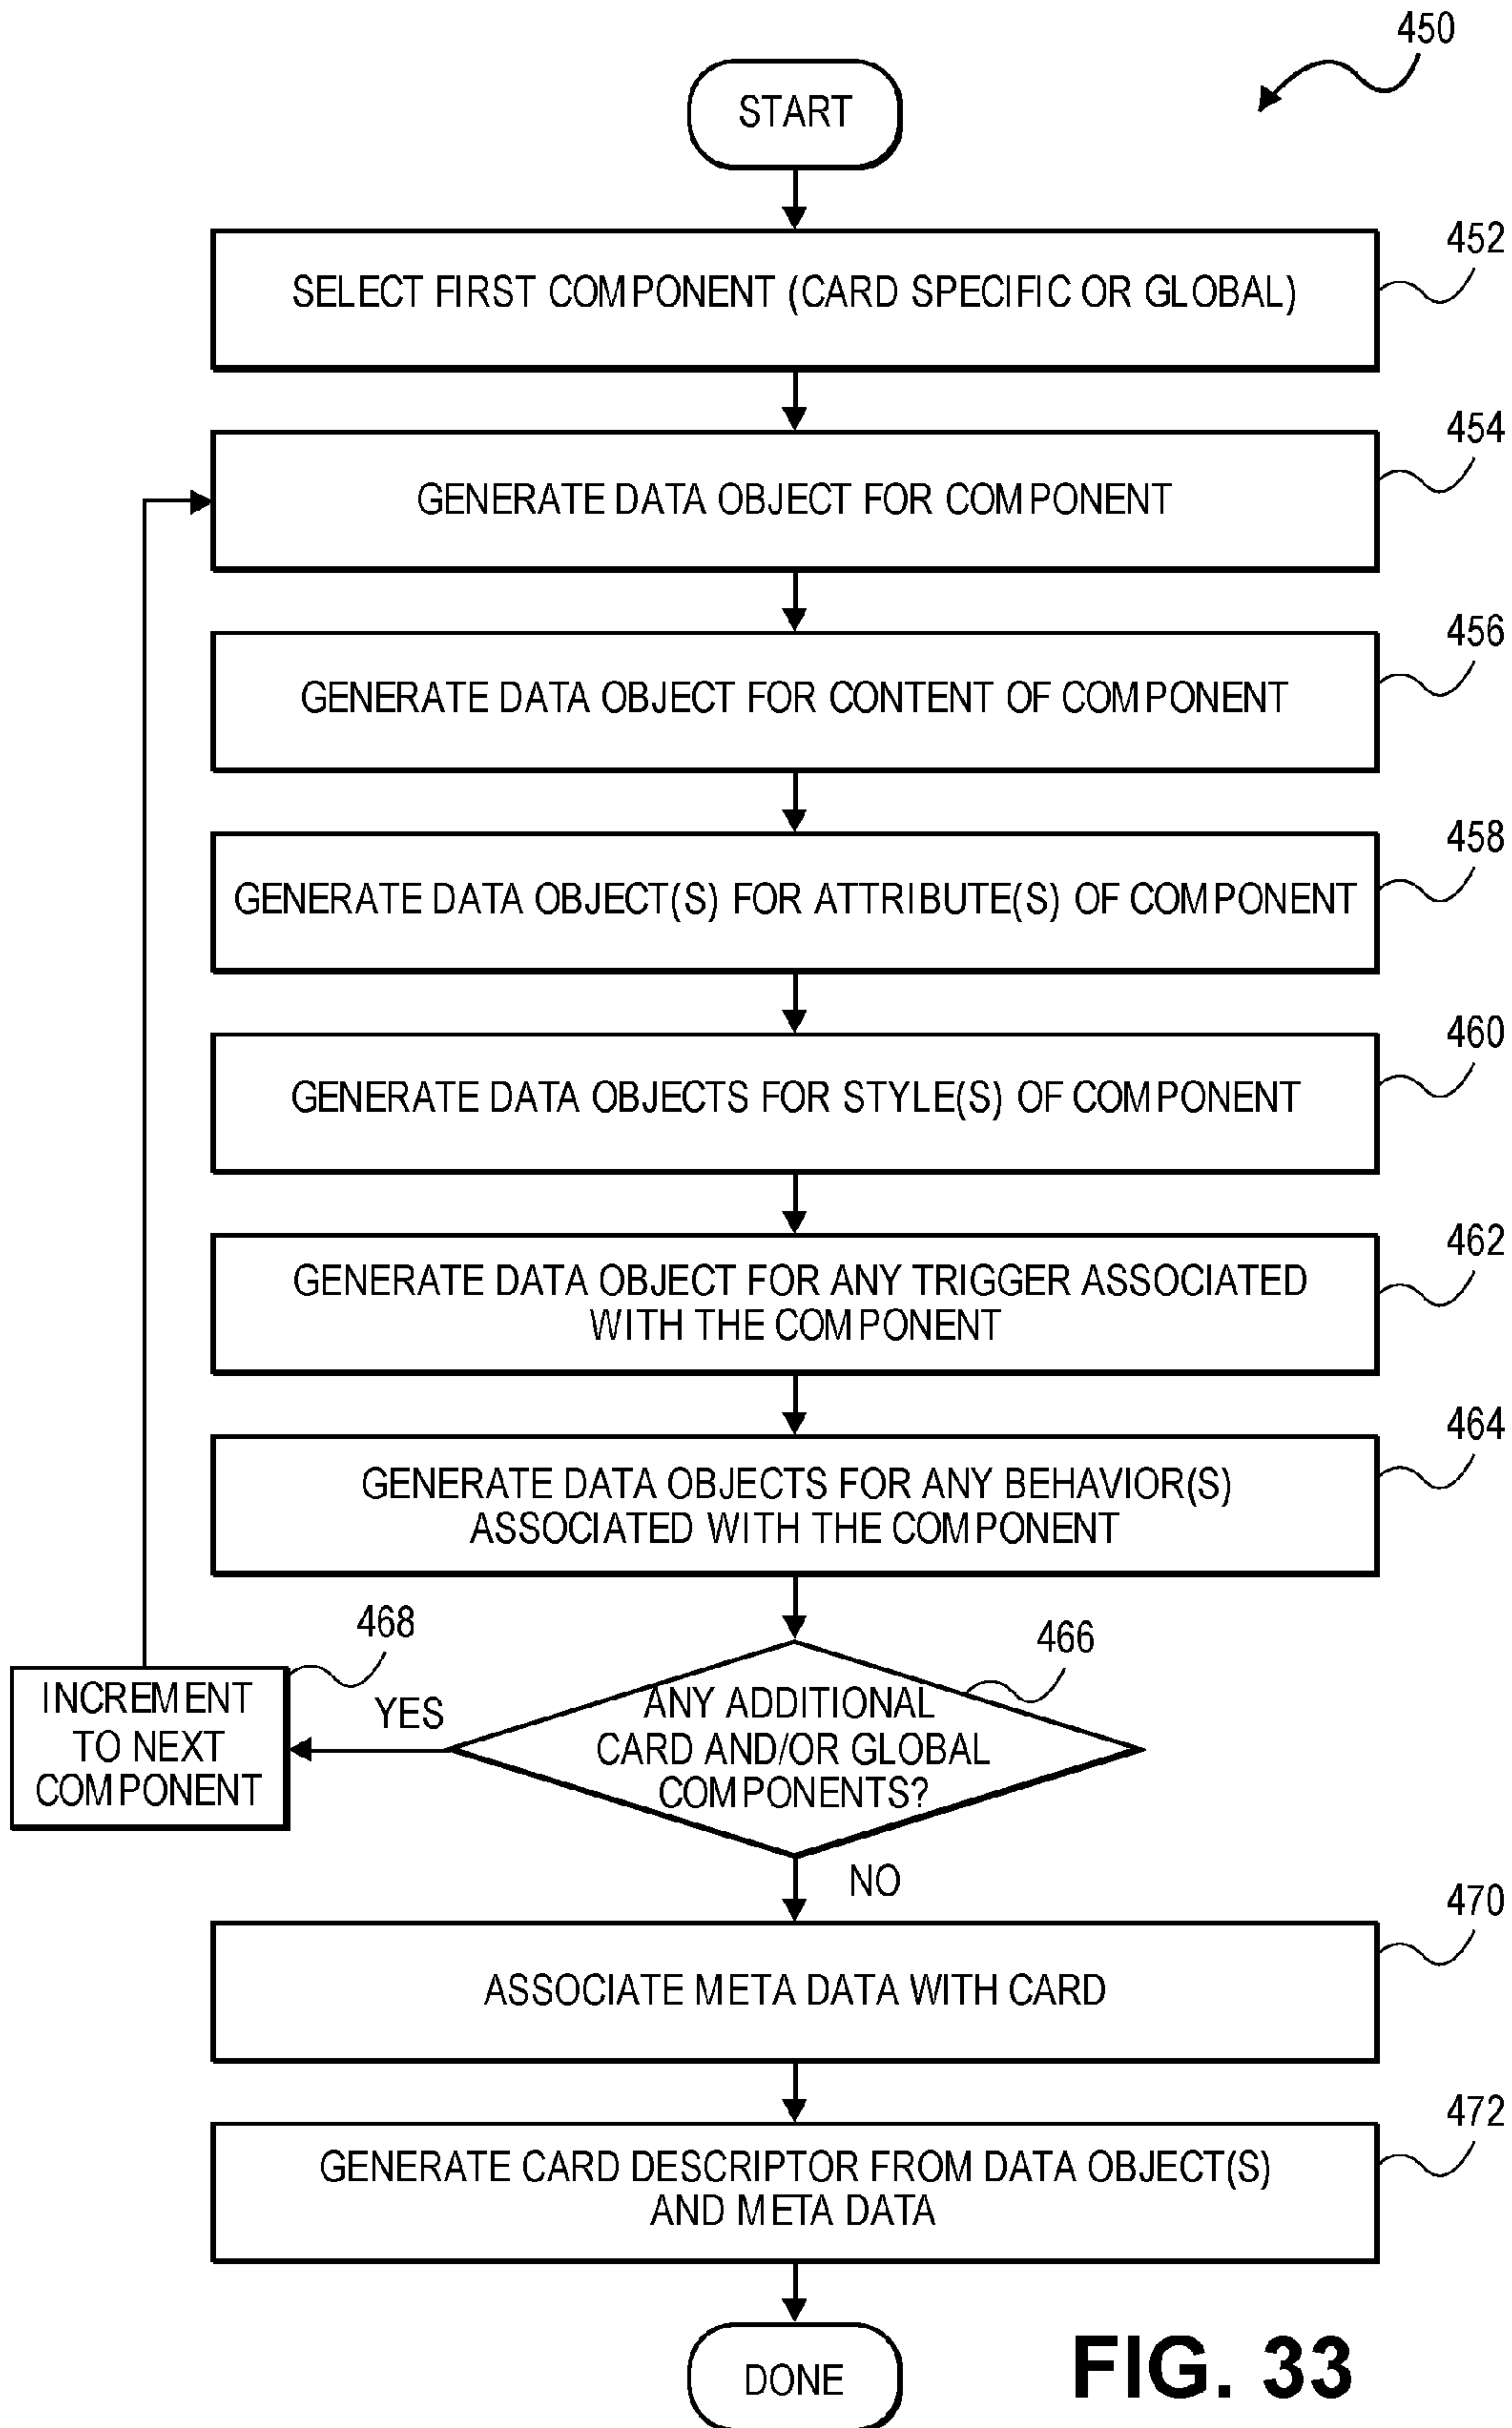 450
START
452
SELECT FIRST COMPONENT (CARD SPECIFIC OR GLOBAL)
454
GENERATE DATA OBJECT FOR COMPONENT
456
GENERATE DATA OBJECT FOR CONTENT OF COMPONENT
458
GENERATE DATA OBJECT(S) FOR ATTRIBUTE(S) OF COMPONENT
460
GENERATE DATA OBJECTS FOR STYLE(S) OF COMPONENT
462
GENERATE DATA OBJECT FOR ANY TRIGGER ASSOCIATED
WITH THE COMPONENT
464
GENERATE DATA OBJECTS FOR ANY BEHAVIOR(S)
ASSOCIATED WITH THE COMPONENT
468
INCREMENT
TO NEXT
COMPONENT
YES
466
ANY ADDITIONAL
CARD AND/OR GLOBAL
COMPONENTS?
NO
470
ASSOCIATE META DATA WITH CARD
472
GENERATE CARD DESCRIPTOR FROM DATA OBJECT(S)
AND META DATA
DONE
FIG. 33